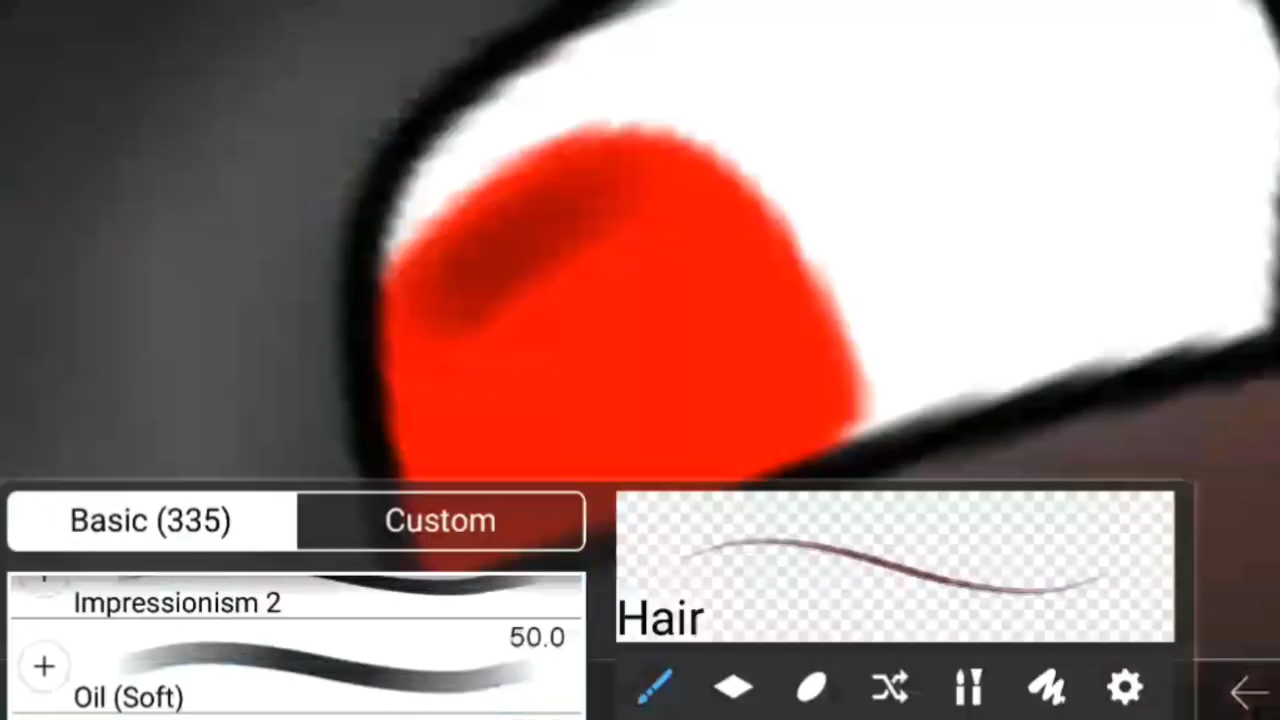 Basic (335)
Custom
Impressionism 2
50.0
Oil (Soft)
Hair